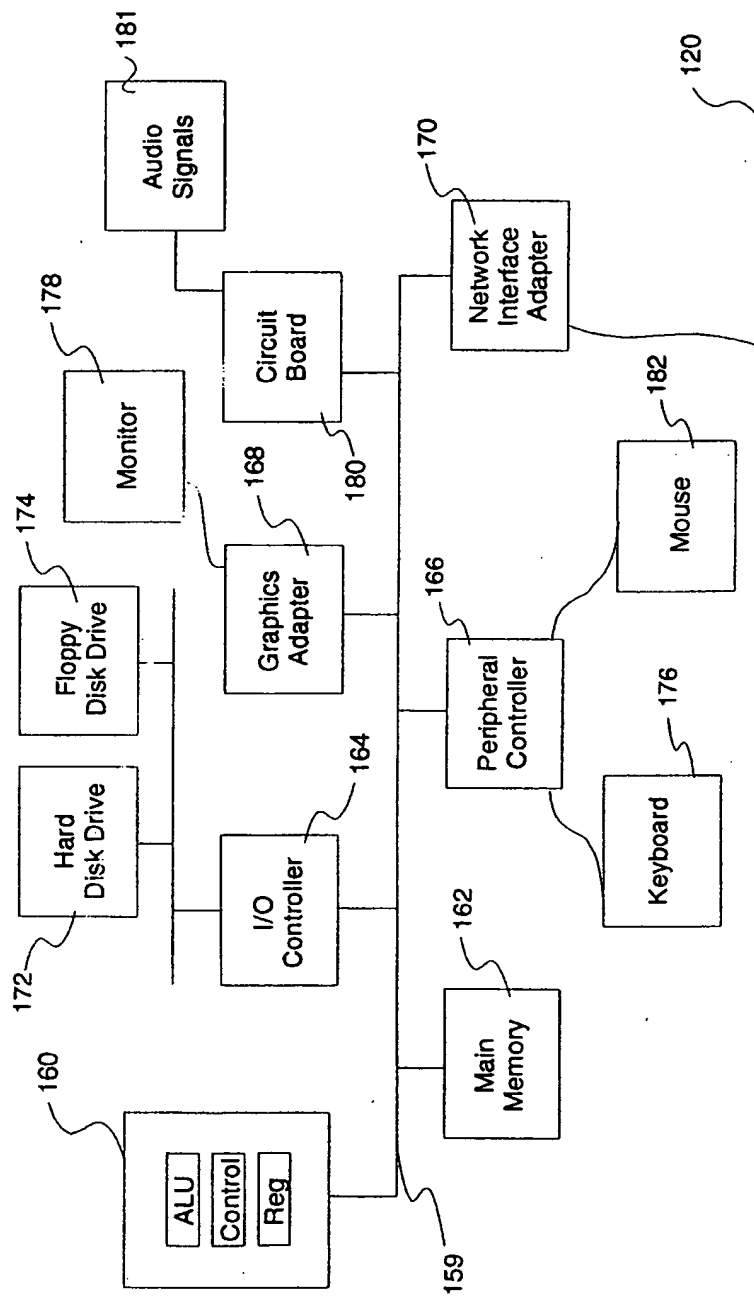 160
ALU
Control
Reg
159
172
Hard
Disk Drive
Floppy
Disk Drive
174
Monitor
178
Audio
Signals
181
I/O
Controller
164
Graphics
Adapter
168
Circuit
Board
180
Main
Memory
162
Peripheral
Controller
166
Network
Interface
Adapter
170
Keyboard
176
Mouse
182
120